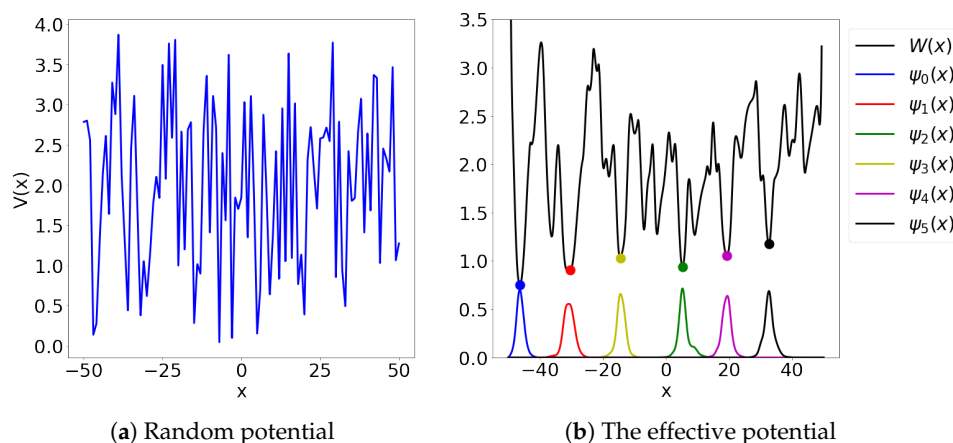 4.0
3.5
3.0
2.5
2.0
1.5
1.0
0.5
0.0
V(x)
−50 −25 0 25 50
x
(a) Random potential
3.5
3.0
2.5
2.0
1.5
1.0
0.5
0.0
−40 −20 0 20 40
x
W(x)
ψ₀(x)
ψ₁(x)
ψ₂(x)
ψ₃(x)
ψ₄(x)
ψ₅(x)
(b) The effective potential